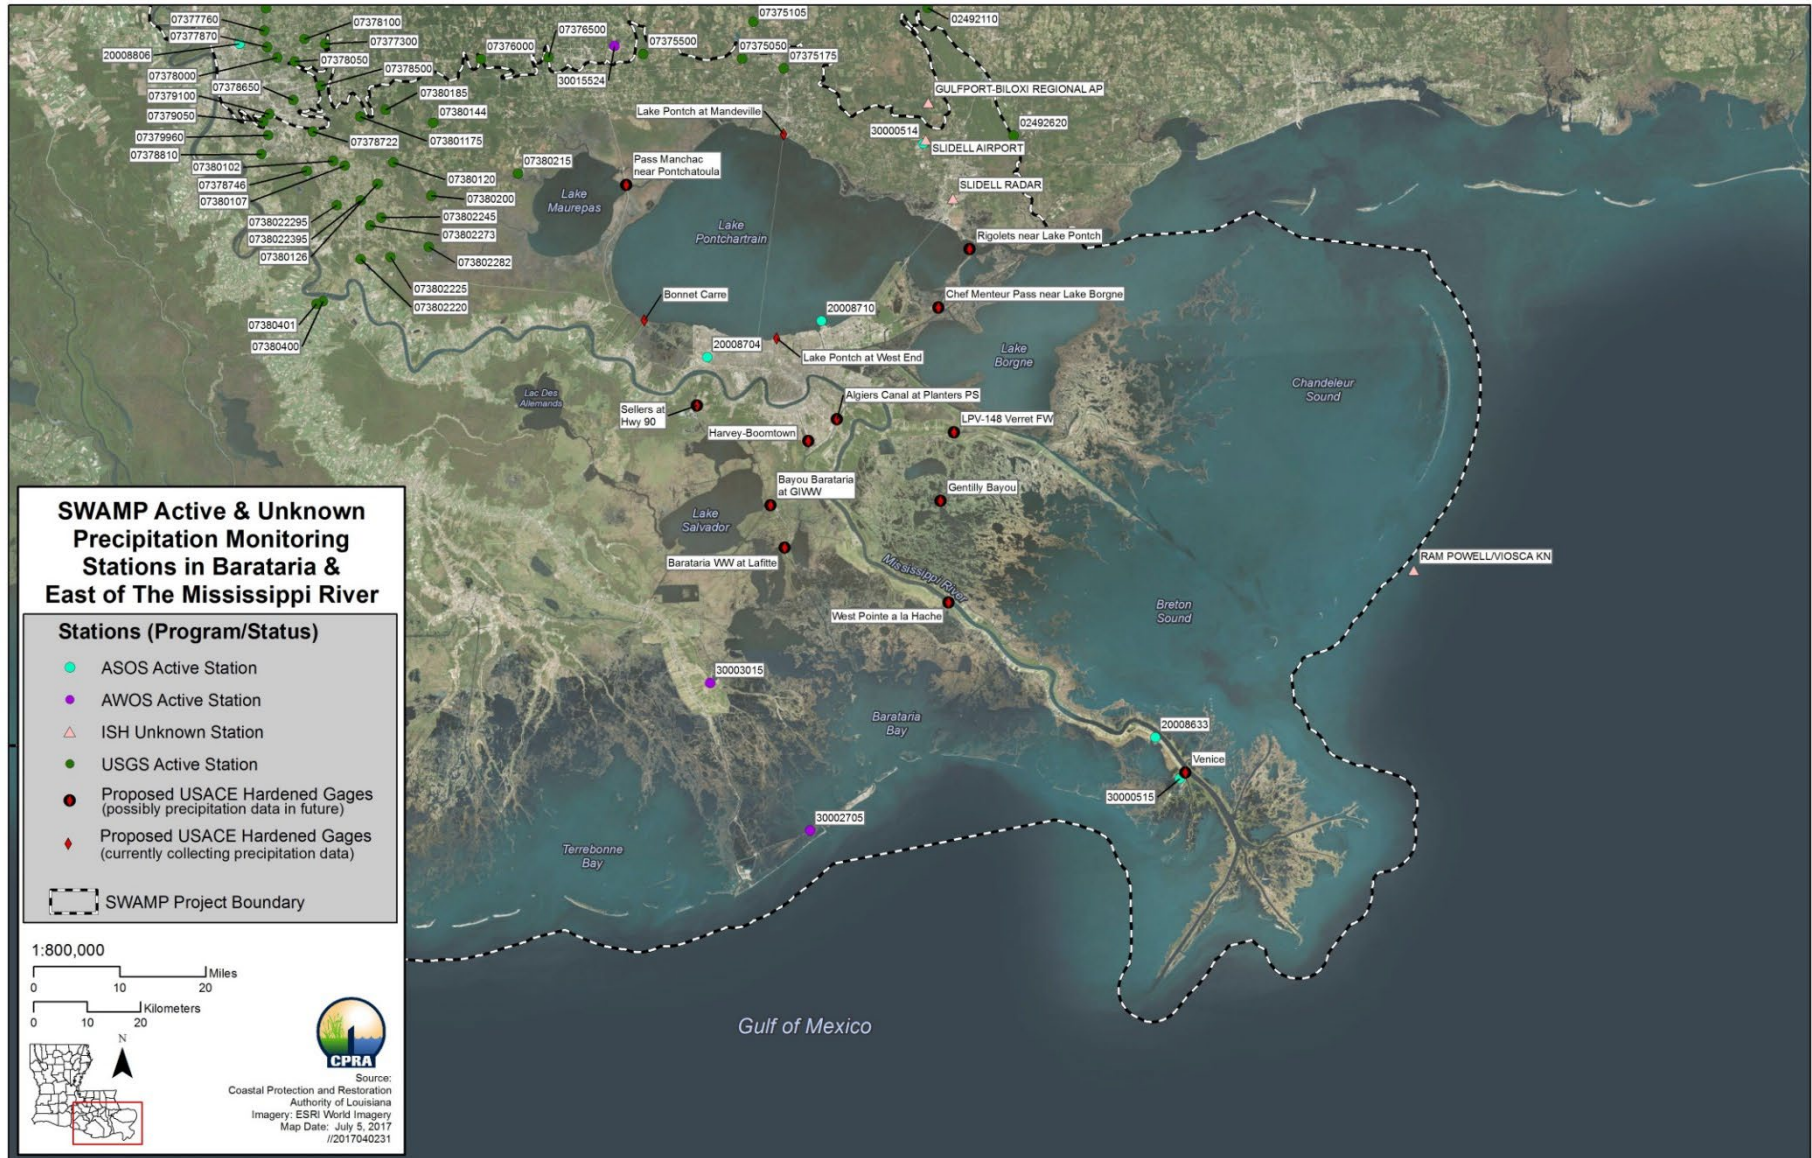 07377760
07377870
20008806
07378000
07378650
07379100
07379050
07379960
07378810
07380102
07378746
07380107
0738022295
0738022395
07380126
07380401
07380400
07378100
07377300
07378050
07378500
07380185
07380144
073801175
07378722
07380120
07380200
073802245
073802273
073802282
073802225
073802220
07380215
07376000
07376500
30015524
07375500
07375105
07375050
07375175
02492110
GULFPORT-BILOXI REGIONAL AP
30000514
02492620
SLIDELL AIRPORT
SLIDELL RADAR
Lake Pontch at Mandeville
Pass Manchac
near Pontchatoula
Lake
Maurepas
Lake
Pontchartrain
Rigolets near Lake Pontch
Chef Menteur Pass near Lake Borgne
Bonnet Carre
20008710
20008704
Lake Pontch at West End
Lake
Borgne
Chandeleur
Sound
Lac Des
Allemands
Sellers at
Hwy 90
Algiers Canal at Planters PS
Harvey-Boomtown
LPV-148 Verret FW
Bayou Barataria
at GIWW
Gentilly Bayou
Lake
Salvador
Barataria WW at Lafitte
Mississippi River
RAM POWELL/VIOSCA KN
West Pointe a la Hache
Breton
Sound
30003015
Barataria
Bay
20008633
Venice
30000515
30002705
Terrebonne
Bay
Gulf of Mexico
SWAMP Active & Unknown
Precipitation Monitoring
Stations in Barataria &
East of The Mississippi River
Stations (Program/Status)
ASOS Active Station
AWOS Active Station
ISH Unknown Station
USGS Active Station
Proposed USACE Hardened Gages
(possibly precipitation data in future)
Proposed USACE Hardened Gages
(currently collecting precipitation data)
SWAMP Project Boundary
1:800,000
Miles
0 10 20
Kilometers
0 10 20
N
CPRA
Source:
Coastal Protection and Restoration
Authority of Louisiana
Imagery: ESRI World Imagery
Map Date: July 5, 2017
//2017040231